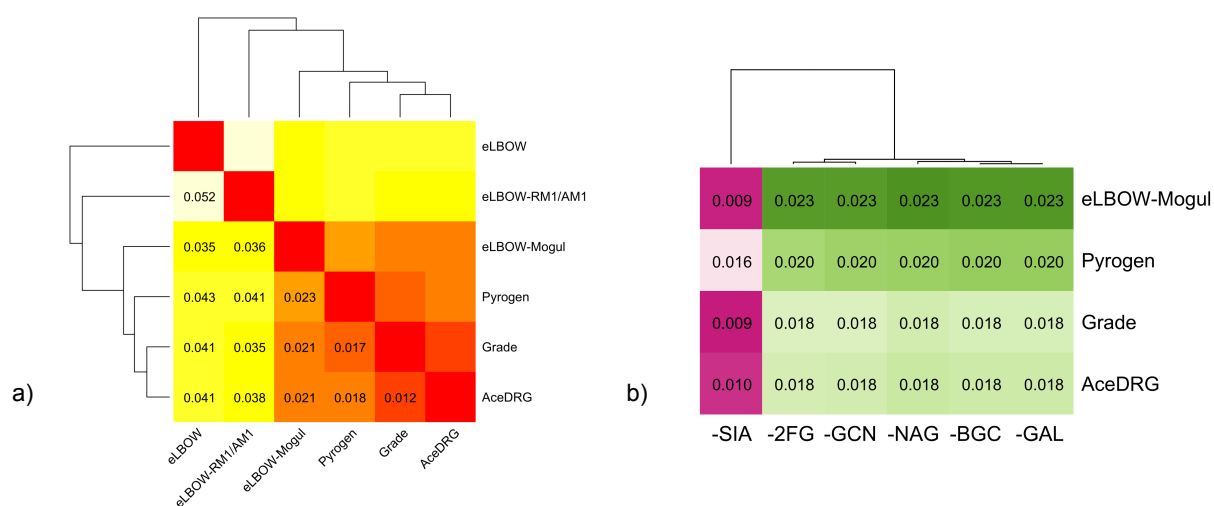 eLBOW
0.052 eLBOW-RM1/AM1
0.035 0.036 eLBOW-Mogul
0.043 0.041 0.023 Pyrogen
0.041 0.035 0.021 0.017 Grade
0.041 0.038 0.021 0.018 0.012 AceDRG
a)
eLBOW eLBOW-RM1/AM1 eLBOW-Mogul Pyrogen Grade AceDRG
0.009 0.023 0.023 0.023 0.023 0.023 eLBOW-Mogul
0.016 0.020 0.020 0.020 0.020 0.020 Pyrogen
0.009 0.018 0.018 0.018 0.018 0.018 Grade
0.010 0.018 0.018 0.018 0.018 0.018 AceDRG
b)
-SIA -2FG -GCN -NAG -BGC -GAL